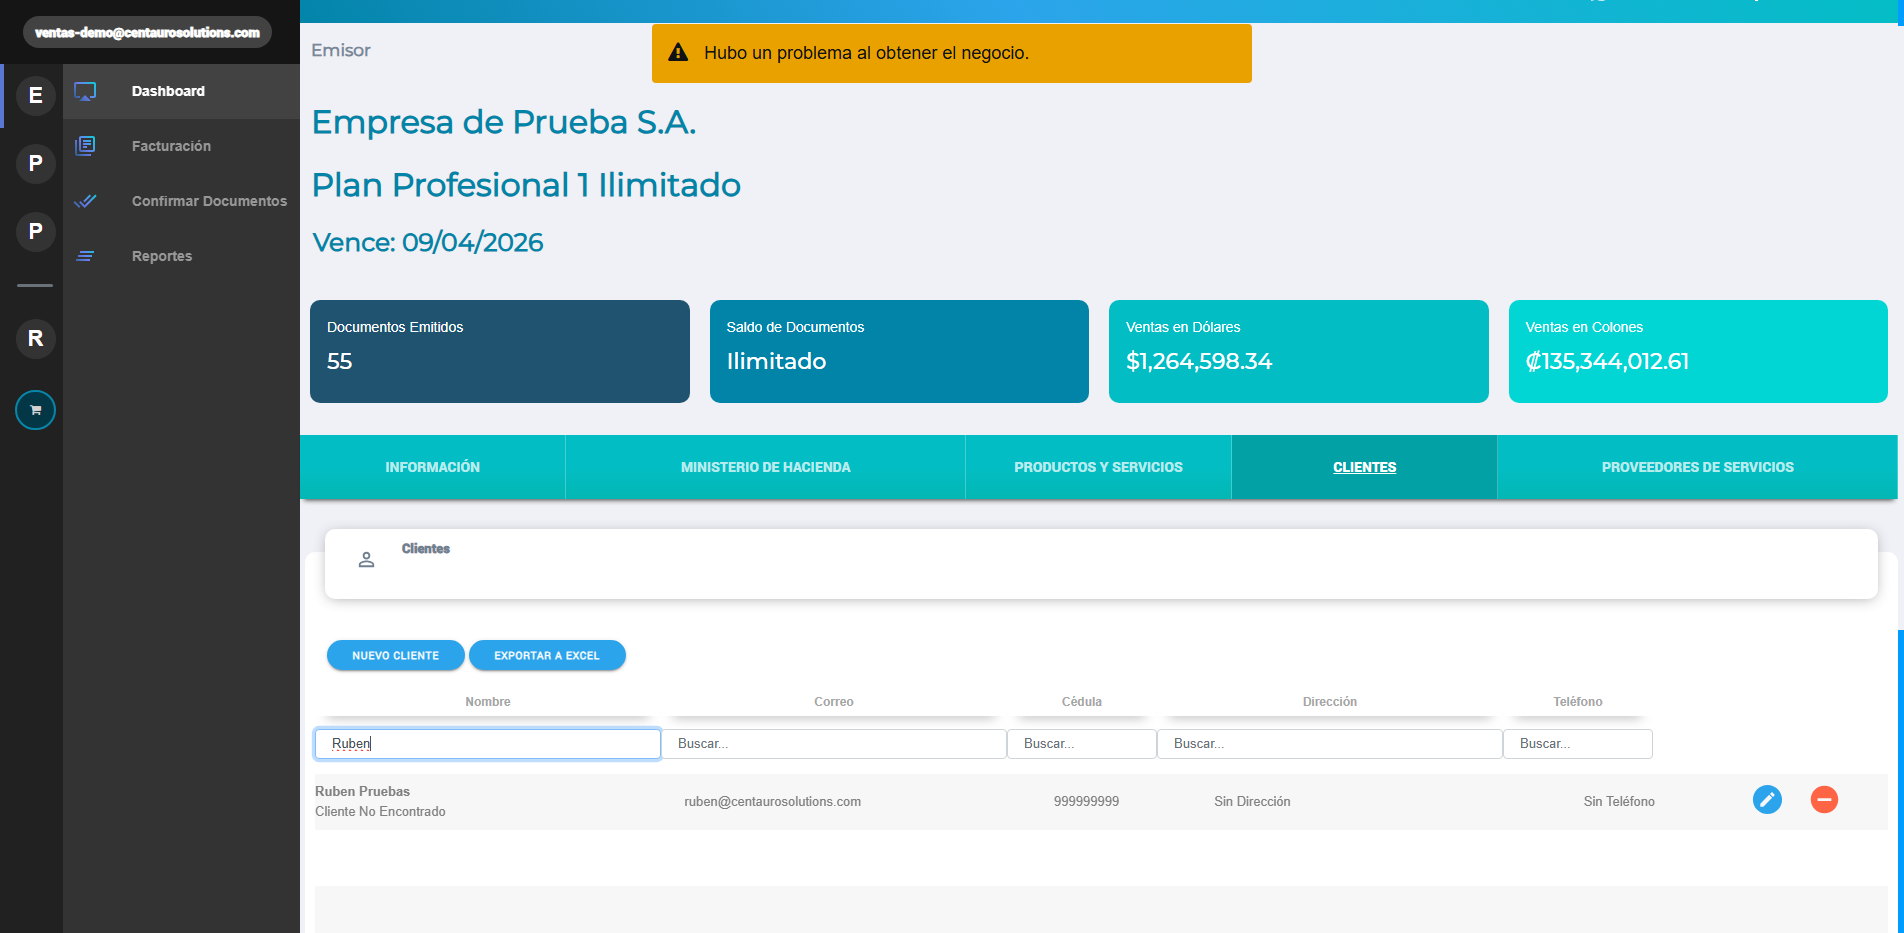 ventas-demo@centaurosolutions.com
E
P
P
R
Dashboard
Facturación
Confirmar Documentos
Reportes
Emisor
Hubo un problema al obtener el negocio.
Empresa de Prueba S.A.
Plan Profesional 1 Ilimitado
Vence: 09/04/2026
Documentos Emitidos
55
Saldo de Documentos
Ilimitado
Ventas en Dólares
$1,264,598.34
Ventas en Colones
₡135,344,012.61
INFORMACIÓN
MINISTERIO DE HACIENDA
PRODUCTOS Y SERVICIOS
CLIENTES
PROVEEDORES DE SERVICIOS
Clientes
NUEVO CLIENTE
EXPORTAR A EXCEL
Nombre Correo Cédula Dirección Teléfono
Ruben Buscar... Buscar... Buscar... Buscar...
Ruben Pruebas
Cliente No Encontrado
ruben@centaurosolutions.com 999999999 Sin Dirección Sin Teléfono